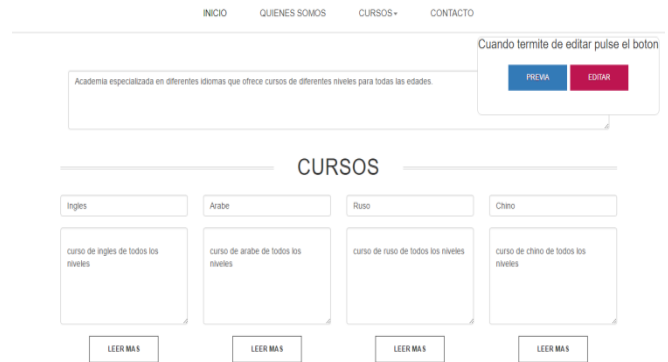 INICIO QUIENES SOMOS CURSOS CONTACTO
Cuando termite de editar pulse el boton
PREVIA EDITAR
Academia especializada en diferentes idiomas que ofrece cursos de diferentes niveles para todas las edades.
CURSOS
Ingles Arabe Ruso Chino
curso de ingles de todos los
niveles
curso de arabe de todos los
niveles
curso de ruso de todos los niveles
curso de chino de todos los
niveles
LEER MAS LEER MAS LEER MAS LEER MAS